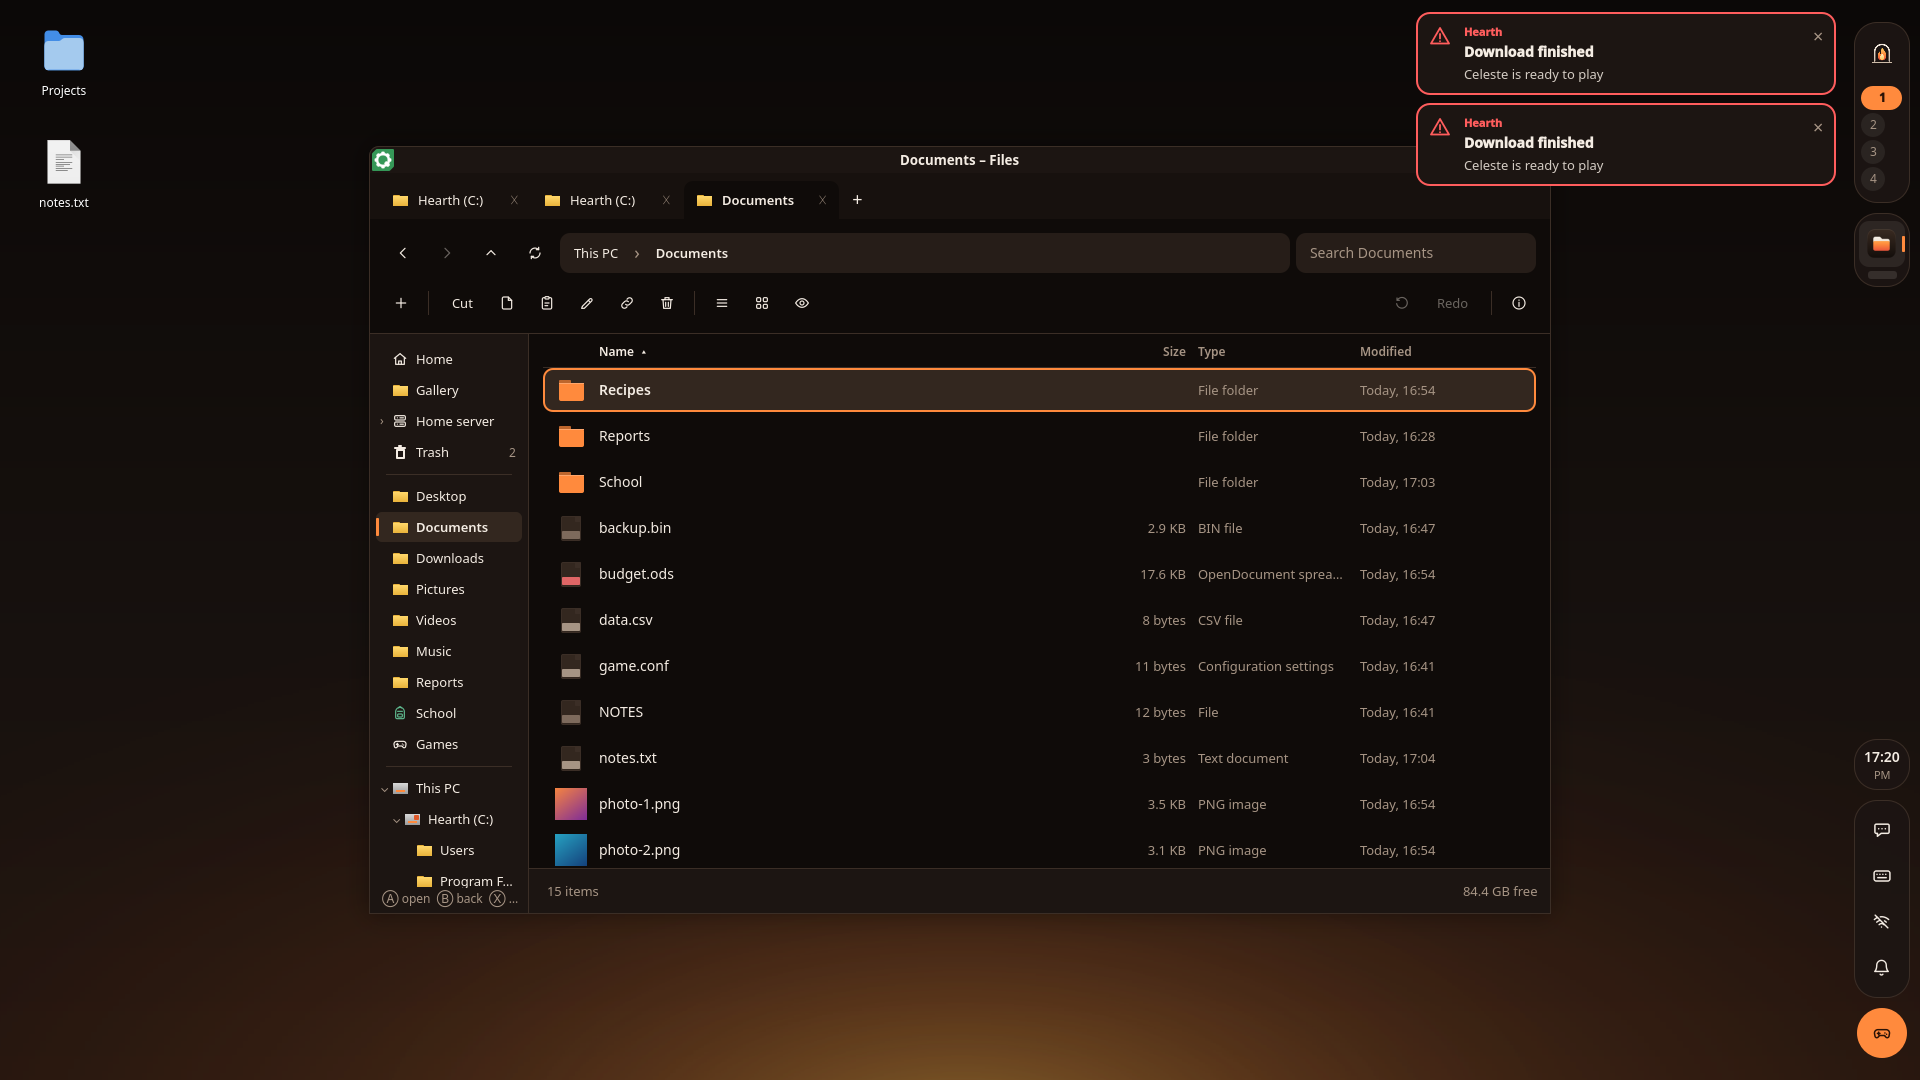 Projects
notes.txt
Hearth
Download finished
Celeste is ready to play
Hearth
Download finished
Celeste is ready to play
1
2
3
4
Documents – Files
Hearth (C:)
Hearth (C:)
Documents
This PC
Documents
Search Documents
Cut
Redo
Home
Gallery
Home server
Trash 2
Desktop
Documents
Downloads
Pictures
Videos
Music
Reports
School
Games
This PC
Hearth (C:)
Users
Program F...
A open B back X ...
Name Size Type Modified
Recipes File folder Today, 16:54
Reports File folder Today, 16:28
School File folder Today, 17:03
backup.bin 2.9 KB BIN file Today, 16:47
budget.ods 17.6 KB OpenDocument sprea... Today, 16:54
data.csv 8 bytes CSV file Today, 16:47
game.conf 11 bytes Configuration settings Today, 16:41
NOTES 12 bytes File Today, 16:41
notes.txt 3 bytes Text document Today, 17:04
photo-1.png 3.5 KB PNG image Today, 16:54
photo-2.png 3.1 KB PNG image Today, 16:54
15 items 84.4 GB free
17:20
PM